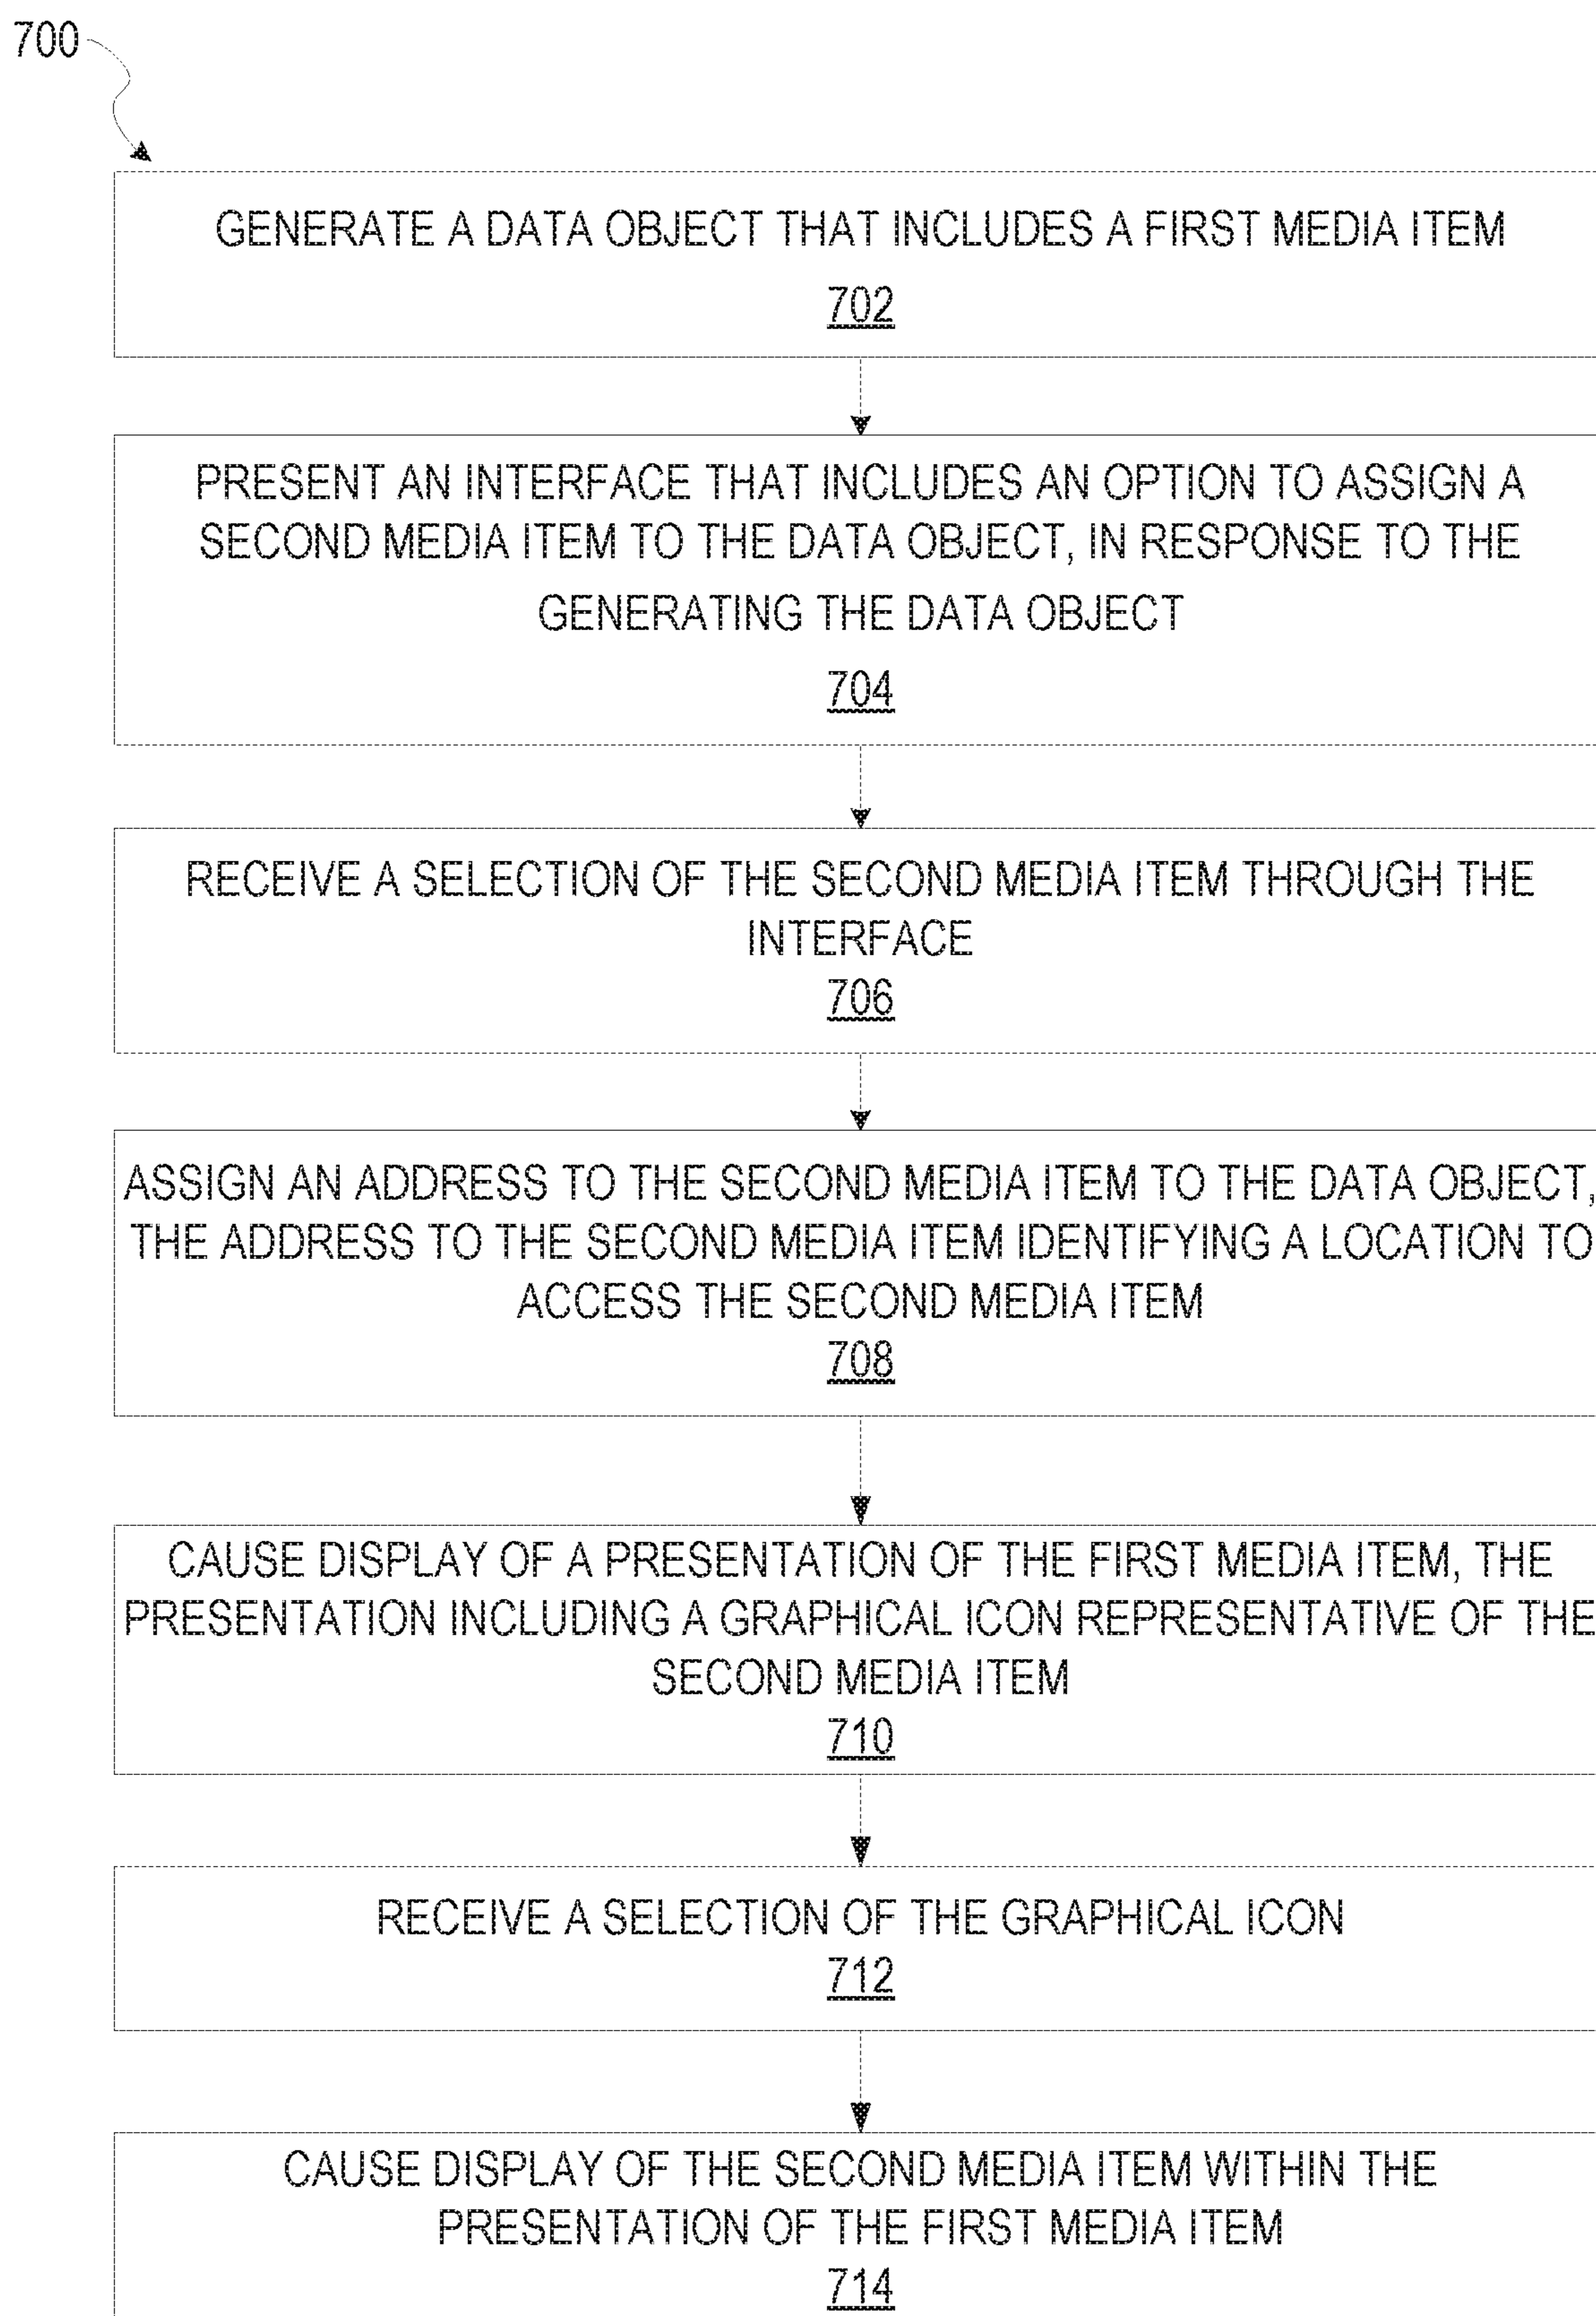 700
GENERATE A DATA OBJECT THAT INCLUDES A FIRST MEDIA ITEM
702
PRESENT AN INTERFACE THAT INCLUDES AN OPTION TO ASSIGN A
SECOND MEDIA ITEM TO THE DATA OBJECT, IN RESPONSE TO THE
GENERATING THE DATA OBJECT
704
RECEIVE A SELECTION OF THE SECOND MEDIA ITEM THROUGH THE
INTERFACE
706
ASSIGN AN ADDRESS TO THE SECOND MEDIA ITEM TO THE DATA OBJECT,
THE ADDRESS TO THE SECOND MEDIA ITEM IDENTIFYING A LOCATION TO
ACCESS THE SECOND MEDIA ITEM
708
CAUSE DISPLAY OF A PRESENTATION OF THE FIRST MEDIA ITEM, THE
PRESENTATION INCLUDING A GRAPHICAL ICON REPRESENTATIVE OF THE
SECOND MEDIA ITEM
710
RECEIVE A SELECTION OF THE GRAPHICAL ICON
712
CAUSE DISPLAY OF THE SECOND MEDIA ITEM WITHIN THE
PRESENTATION OF THE FIRST MEDIA ITEM
714